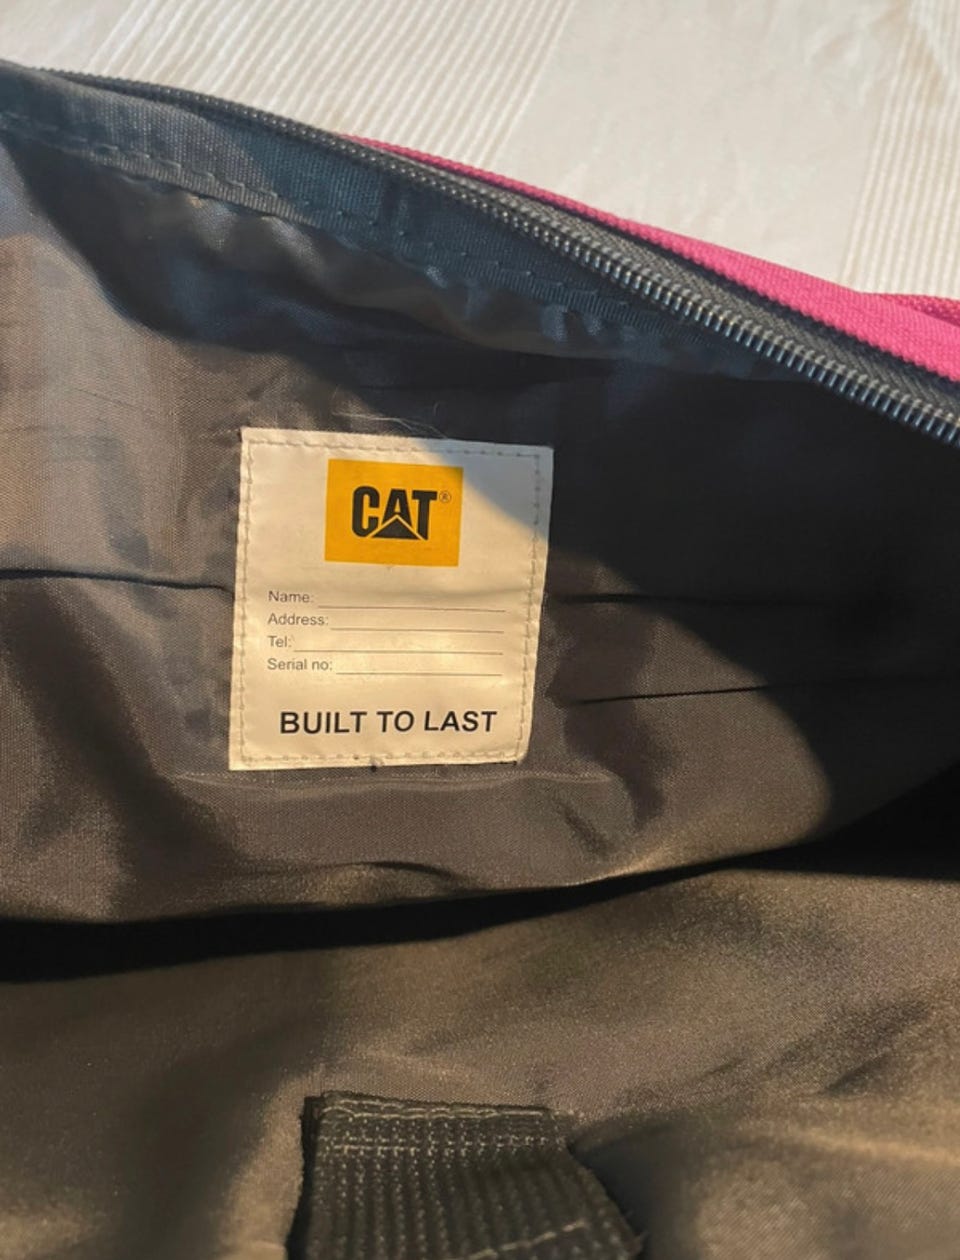 CAT®
Name:
Address:
Tel:
Serial no:
BUILT TO LAST